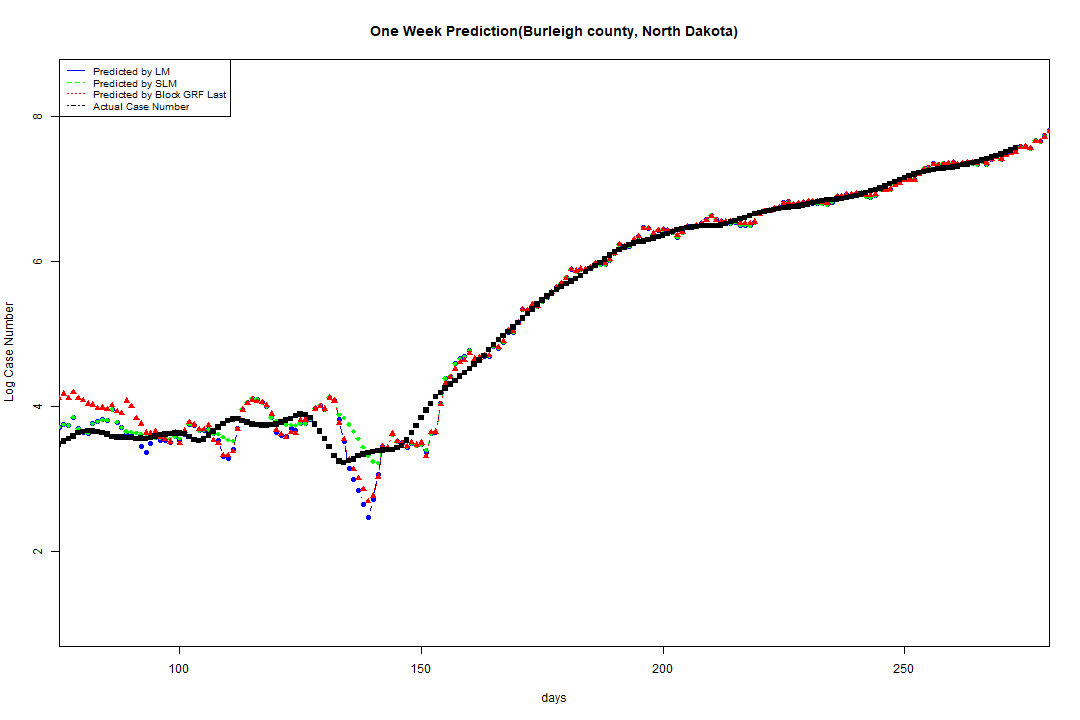 One Week Prediction(Burleigh county, North Dakota)
Predicted by LM
Predicted by SLM
Predicted by Block GRF Last
Actual Case Number
8
6
4
2
Log Case Number
100 150 200 250
days